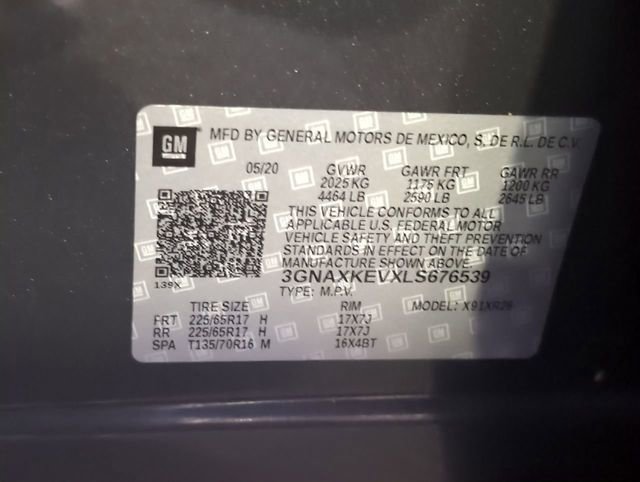 GM
MFD BY GENERAL MOTORS DE MEXICO, S. DE R.L. DE C.V.
05/20 GVWR GAWR FRT GAWR RR
2025 KG 1175 KG 1200 KG
4464 LB 2590 LB 2645 LB
THIS VEHICLE CONFORMS TO ALL
APPLICABLE U.S. FEDERAL MOTOR
VEHICLE SAFETY AND THEFT PREVENTION
STANDARDS IN EFFECT ON THE DATE OF
MANUFACTURE SHOWN ABOVE.
139X
3GNAXKEVXLS676539
TYPE: M.P.V. MODEL: X91XR26
TIRE SIZE RIM
FRT 225/65R17 H 17X7J
RR 225/65R17 H 17X7J
SPA T135/70R16 M 16X4BT